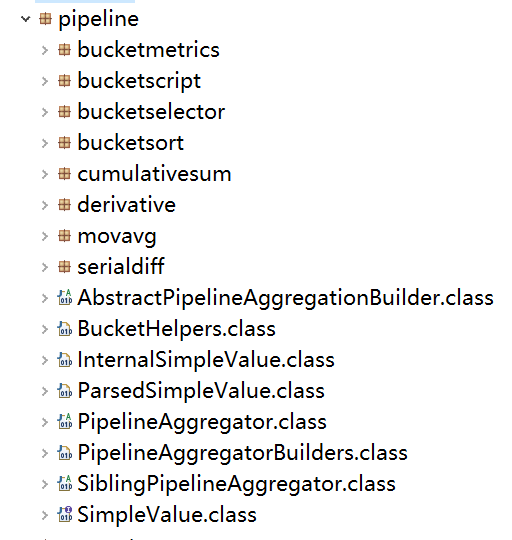 pipeline
bucketmetrics
bucketscript
bucketselector
bucketsort
cumulativesum
derivative
movavg
serialdiff
AbstractPipelineAggregationBuilder.class
BucketHelpers.class
InternalSimpleValue.class
ParsedSimpleValue.class
PipelineAggregator.class
PipelineAggregatorBuilders.class
SiblingPipelineAggregator.class
SimpleValue.class